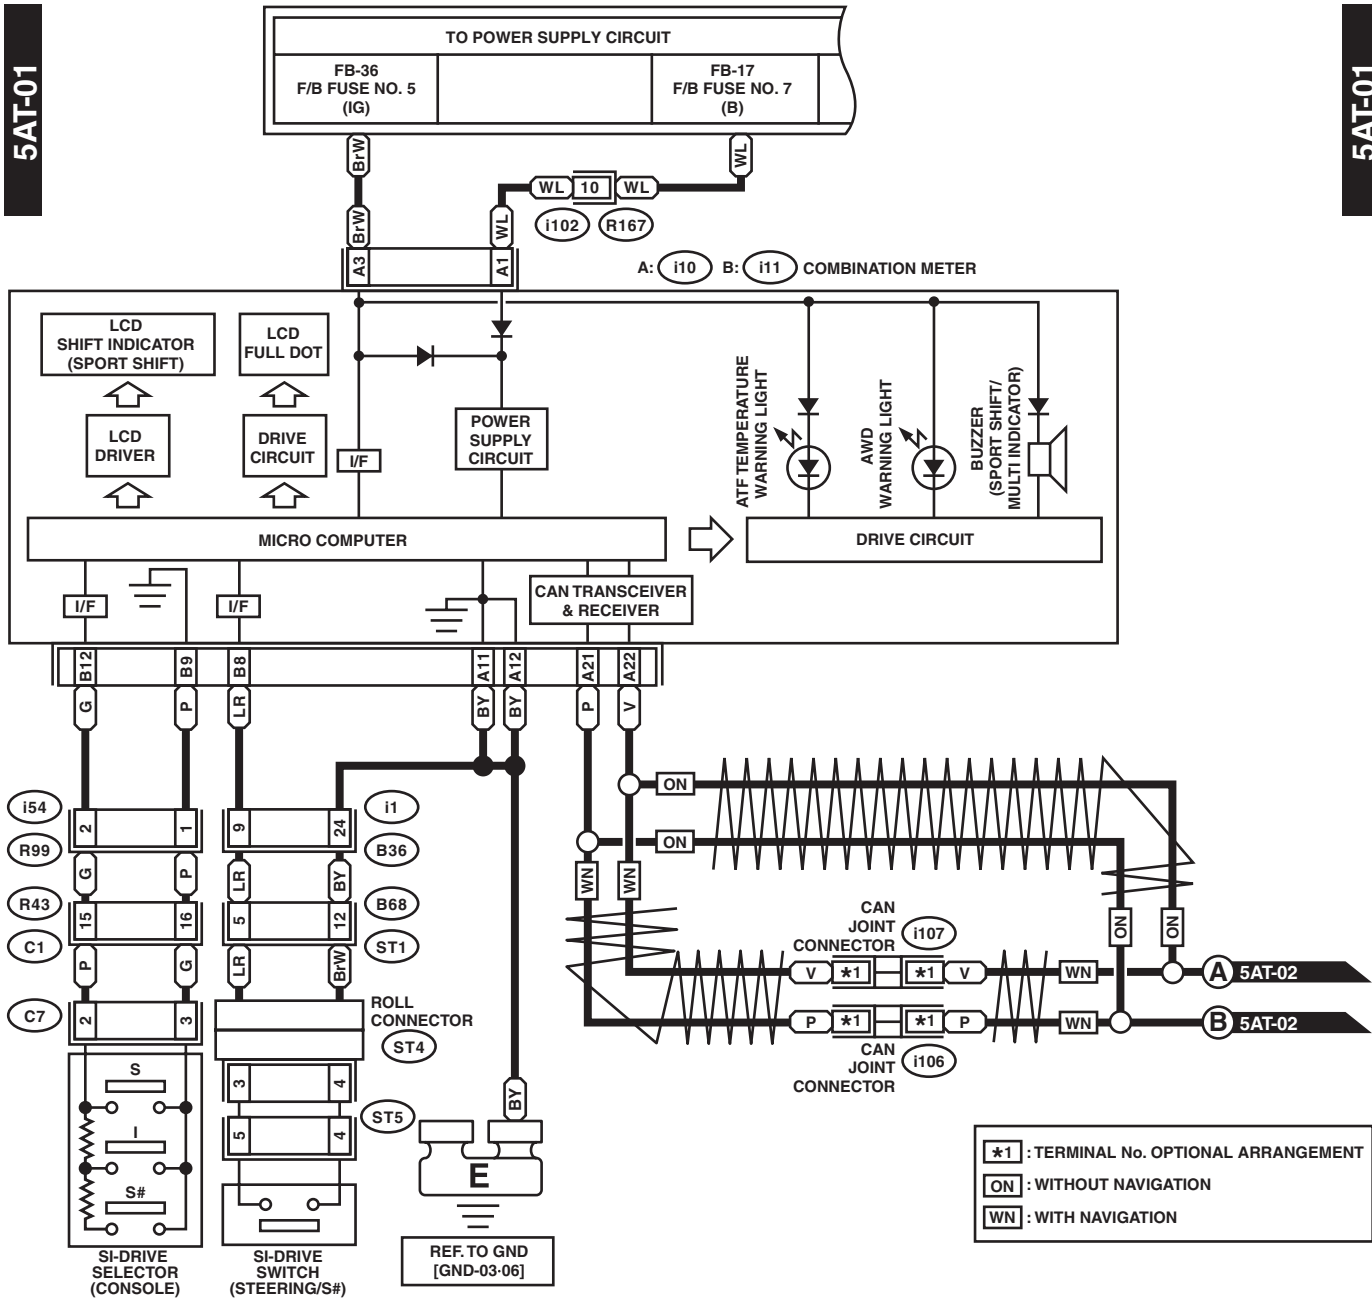 5AT-01
5AT-01
TO POWER SUPPLY CIRCUIT
FB-36
F/B FUSE NO. 5
(IG)
FB-17
F/B FUSE NO. 7
(B)
BrW
WL
WL 10 WL
i102 R167
BrW
WL
A3
A1
A: i10 B: i11 COMBINATION METER
LCD
SHIFT INDICATOR
(SPORT SHIFT)
LCD
FULL DOT
LCD
DRIVER
DRIVE
CIRCUIT
I/F
POWER
SUPPLY
CIRCUIT
ATF TEMPERATURE
WARNING LIGHT
AWD
WARNING LIGHT
BUZZER
(SPORT SHIFT/
MULTI INDICATOR)
MICRO COMPUTER
DRIVE CIRCUIT
I/F
I/F
CAN TRANSCEIVER
& RECEIVER
B12 B9 B8 A11 A12 A21 A22
G P LR BY BY P V
ON
ON
i54
2 1 9 24
i1
R99
B36
G P LR BY
WN WN
R43
15 16 5 12
B68
C1
ST1
P G LR BrW
CAN
JOINT
CONNECTOR
i107
ON ON
V *1 *1 V WN
A 5AT-02
C7
2 3
ROLL
CONNECTOR
ST4
P *1 *1 P WN
B 5AT-02
CAN
JOINT
CONNECTOR
i106
3 4
ST5
5 4
BY
S
I
S#
E
SI-DRIVE
SELECTOR
(CONSOLE)
SI-DRIVE
SWITCH
(STEERING/S#)
REF. TO GND
[GND-03-06]
*1 : TERMINAL No. OPTIONAL ARRANGEMENT
ON : WITHOUT NAVIGATION
WN : WITH NAVIGATION